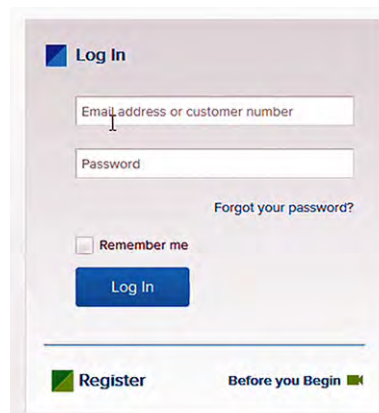 Log In
Email address or customer number
Password
Forgot your password?
Remember me
Log In
Register Before you Begin